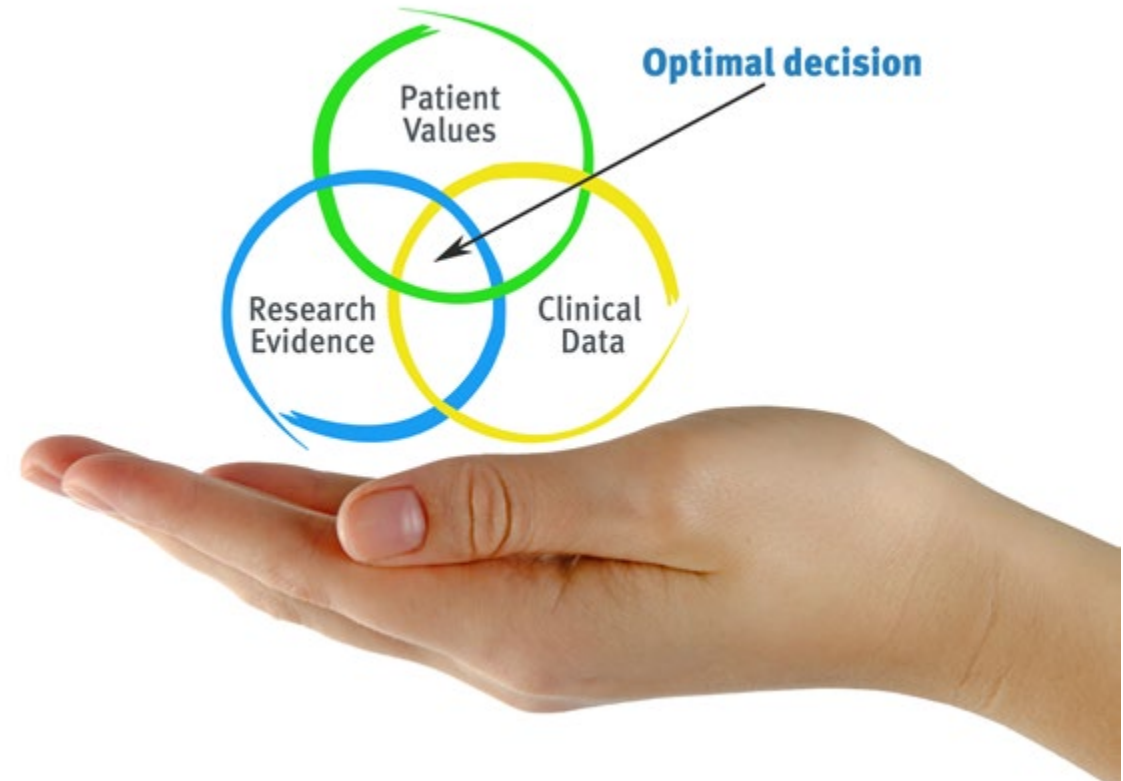 Optimal decision
Patient
Values
Research
Evidence
Clinical
Data